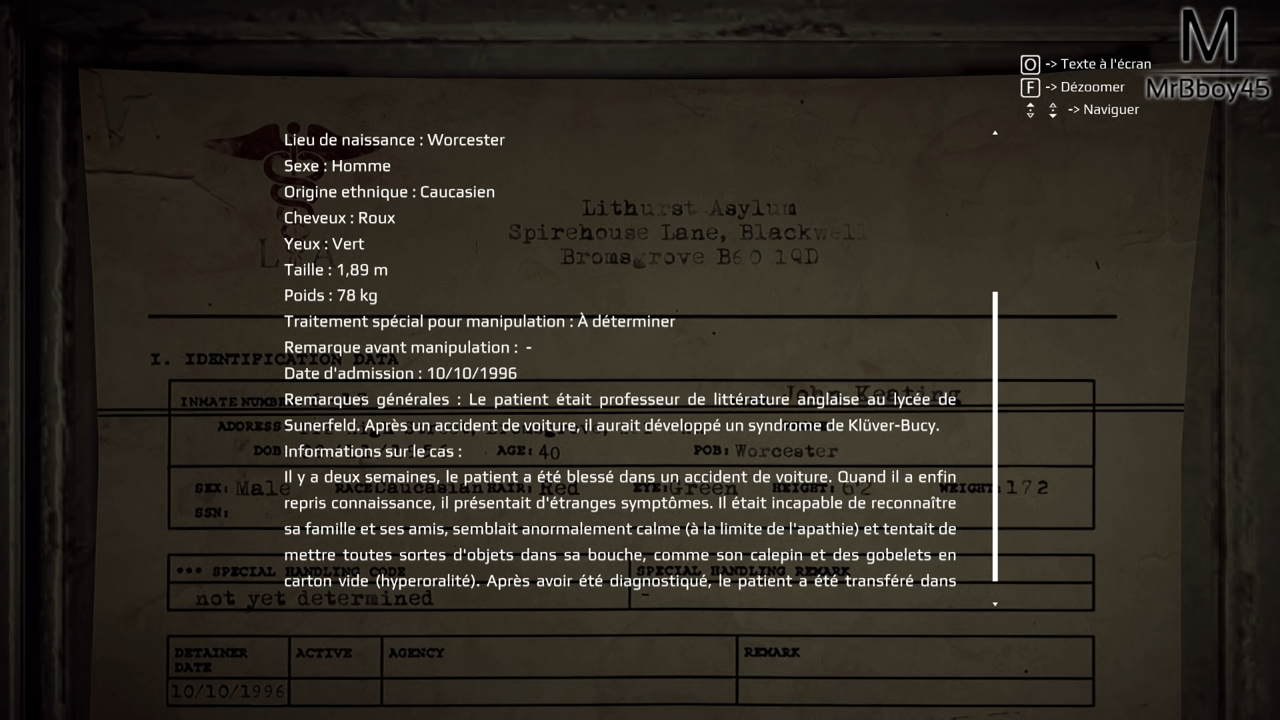 M
MrBboy45
O -> Texte à l'écran
F -> Dézoomer
-> Naviguer
Lieu de naissance : Worcester
Sexe : Homme
Origine ethnique : Caucasien
Cheveux : Roux
Yeux : Vert
Taille : 1,89 m
Poids : 78 kg
Traitement spécial pour manipulation : À déterminer
Remarque avant manipulation : -
Date d'admission : 10/10/1996
Remarques générales : Le patient était professeur de littérature anglaise au lycée de
Sunerfeld. Après un accident de voiture, il aurait développé un syndrome de Klüver-Bucy.
Informations sur le cas :
Il y a deux semaines, le patient a été blessé dans un accident de voiture. Quand il a enfin
repris connaissance, il présentait d'étranges symptômes. Il était incapable de reconnaître
sa famille et ses amis, semblait anormalement calme (à la limite de l'apathie) et tentait de
mettre toutes sortes d'objets dans sa bouche, comme son calepin et des gobelets en
carton vide (hyperoralité). Après avoir été diagnostiqué, le patient a été transféré dans
Lithurst Asylum
Spirehouse Lane, Blackwell
Bromsgrove B60 1QD
I. IDENTIFICATION DATA
INMATE NUMBER
John Keating
ADDRESS
DOB
AGE: 40
POB: Worcester
SEX: Male RACE: Caucasian HAIR: Red EYE: Green HEIGHT: 6'2 WEIGHT: 172
SSN:
*** SPECIAL HANDLING CODE
SPECIAL HANDLING REMARK
not yet determined
-
DETAINER DATE
ACTIVE
AGENCY
REMARK
10/10/1996